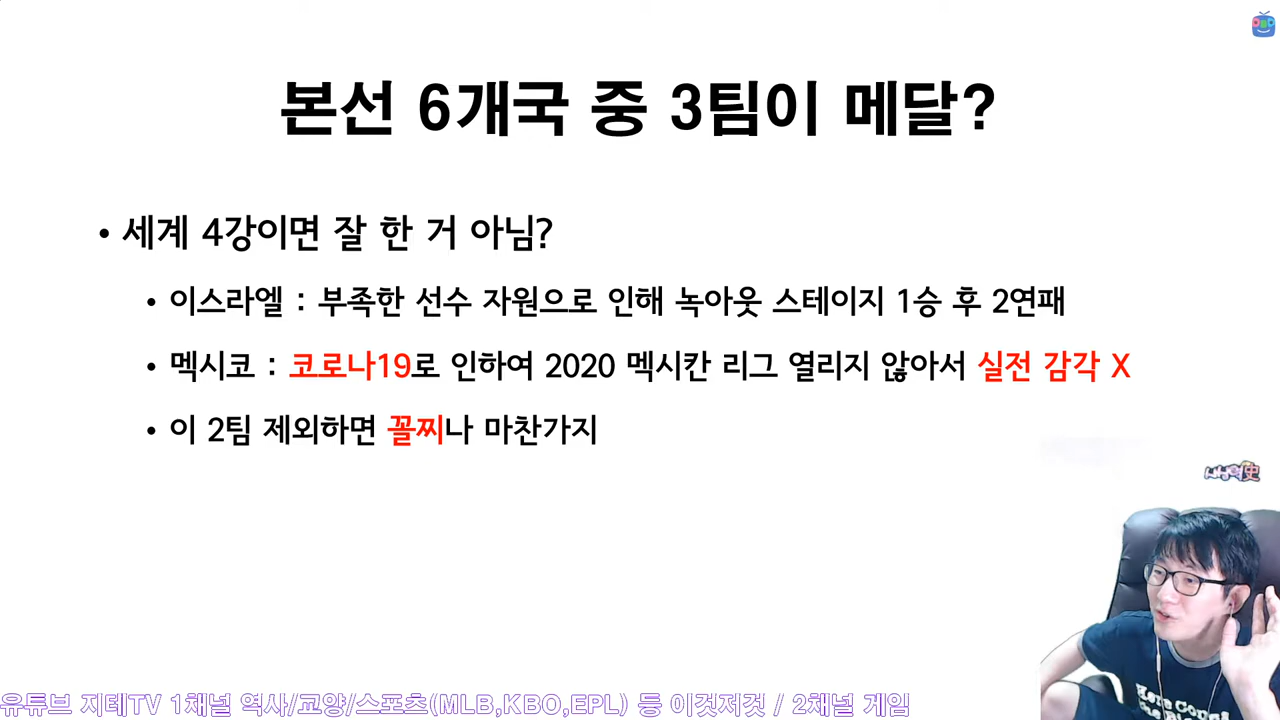 본선 6개국 중 3팀이 메달?
• 세계 4강이면 잘 한 거 아님?
• 이스라엘 : 부족한 선수 자원으로 인해 녹아웃 스테이지 1승 후 2연패
• 멕시코 : 코로나19로 인하여 2020 멕시칸 리그 열리지 않아서 실전 감각 X
• 이 2팀 제외하면 꼴찌나 마찬가지
유튜브 지테TV 1채널 역사/교양/스포츠(MLB,KBO,EPL) 등 이것저것 / 2채널 게임